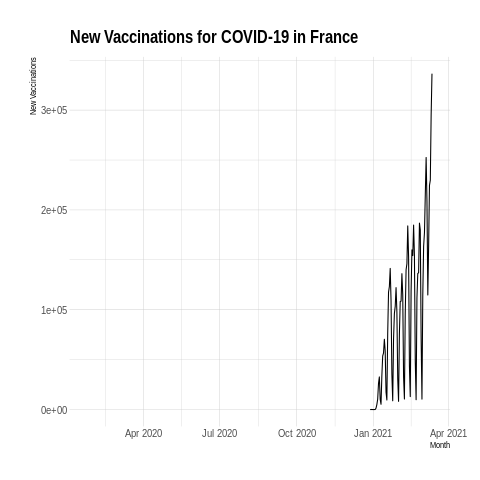 New Vaccinations for COVID-19 in France
New Vaccinations
3e+05
2e+05
1e+05
0e+00
Apr 2020 Jul 2020 Oct 2020 Jan 2021 Apr 2021
Month